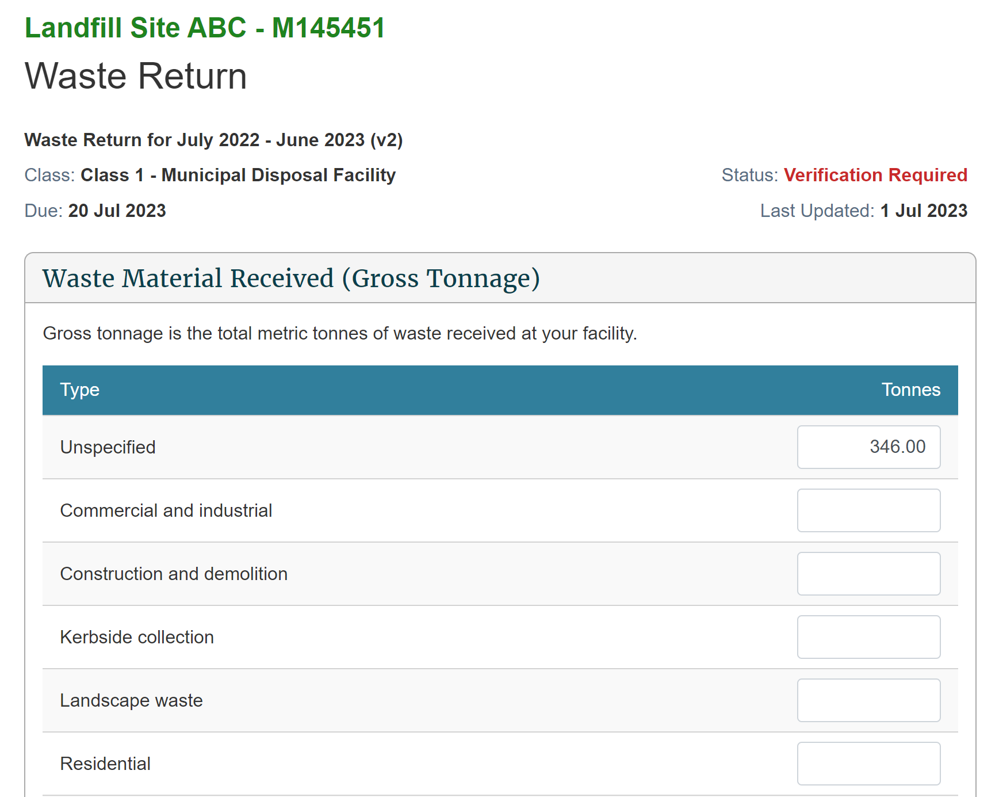 Landfill Site ABC - M145451
Waste Return
Waste Return for July 2022 - June 2023 (v2)
Class: Class 1 - Municipal Disposal Facility
Status: Verification Required
Due: 20 Jul 2023
Last Updated: 1 Jul 2023
Waste Material Received (Gross Tonnage)
Gross tonnage is the total metric tonnes of waste received at your facility.
Type Tonnes
Unspecified 346.00
Commercial and industrial
Construction and demolition
Kerbside collection
Landscape waste
Residential